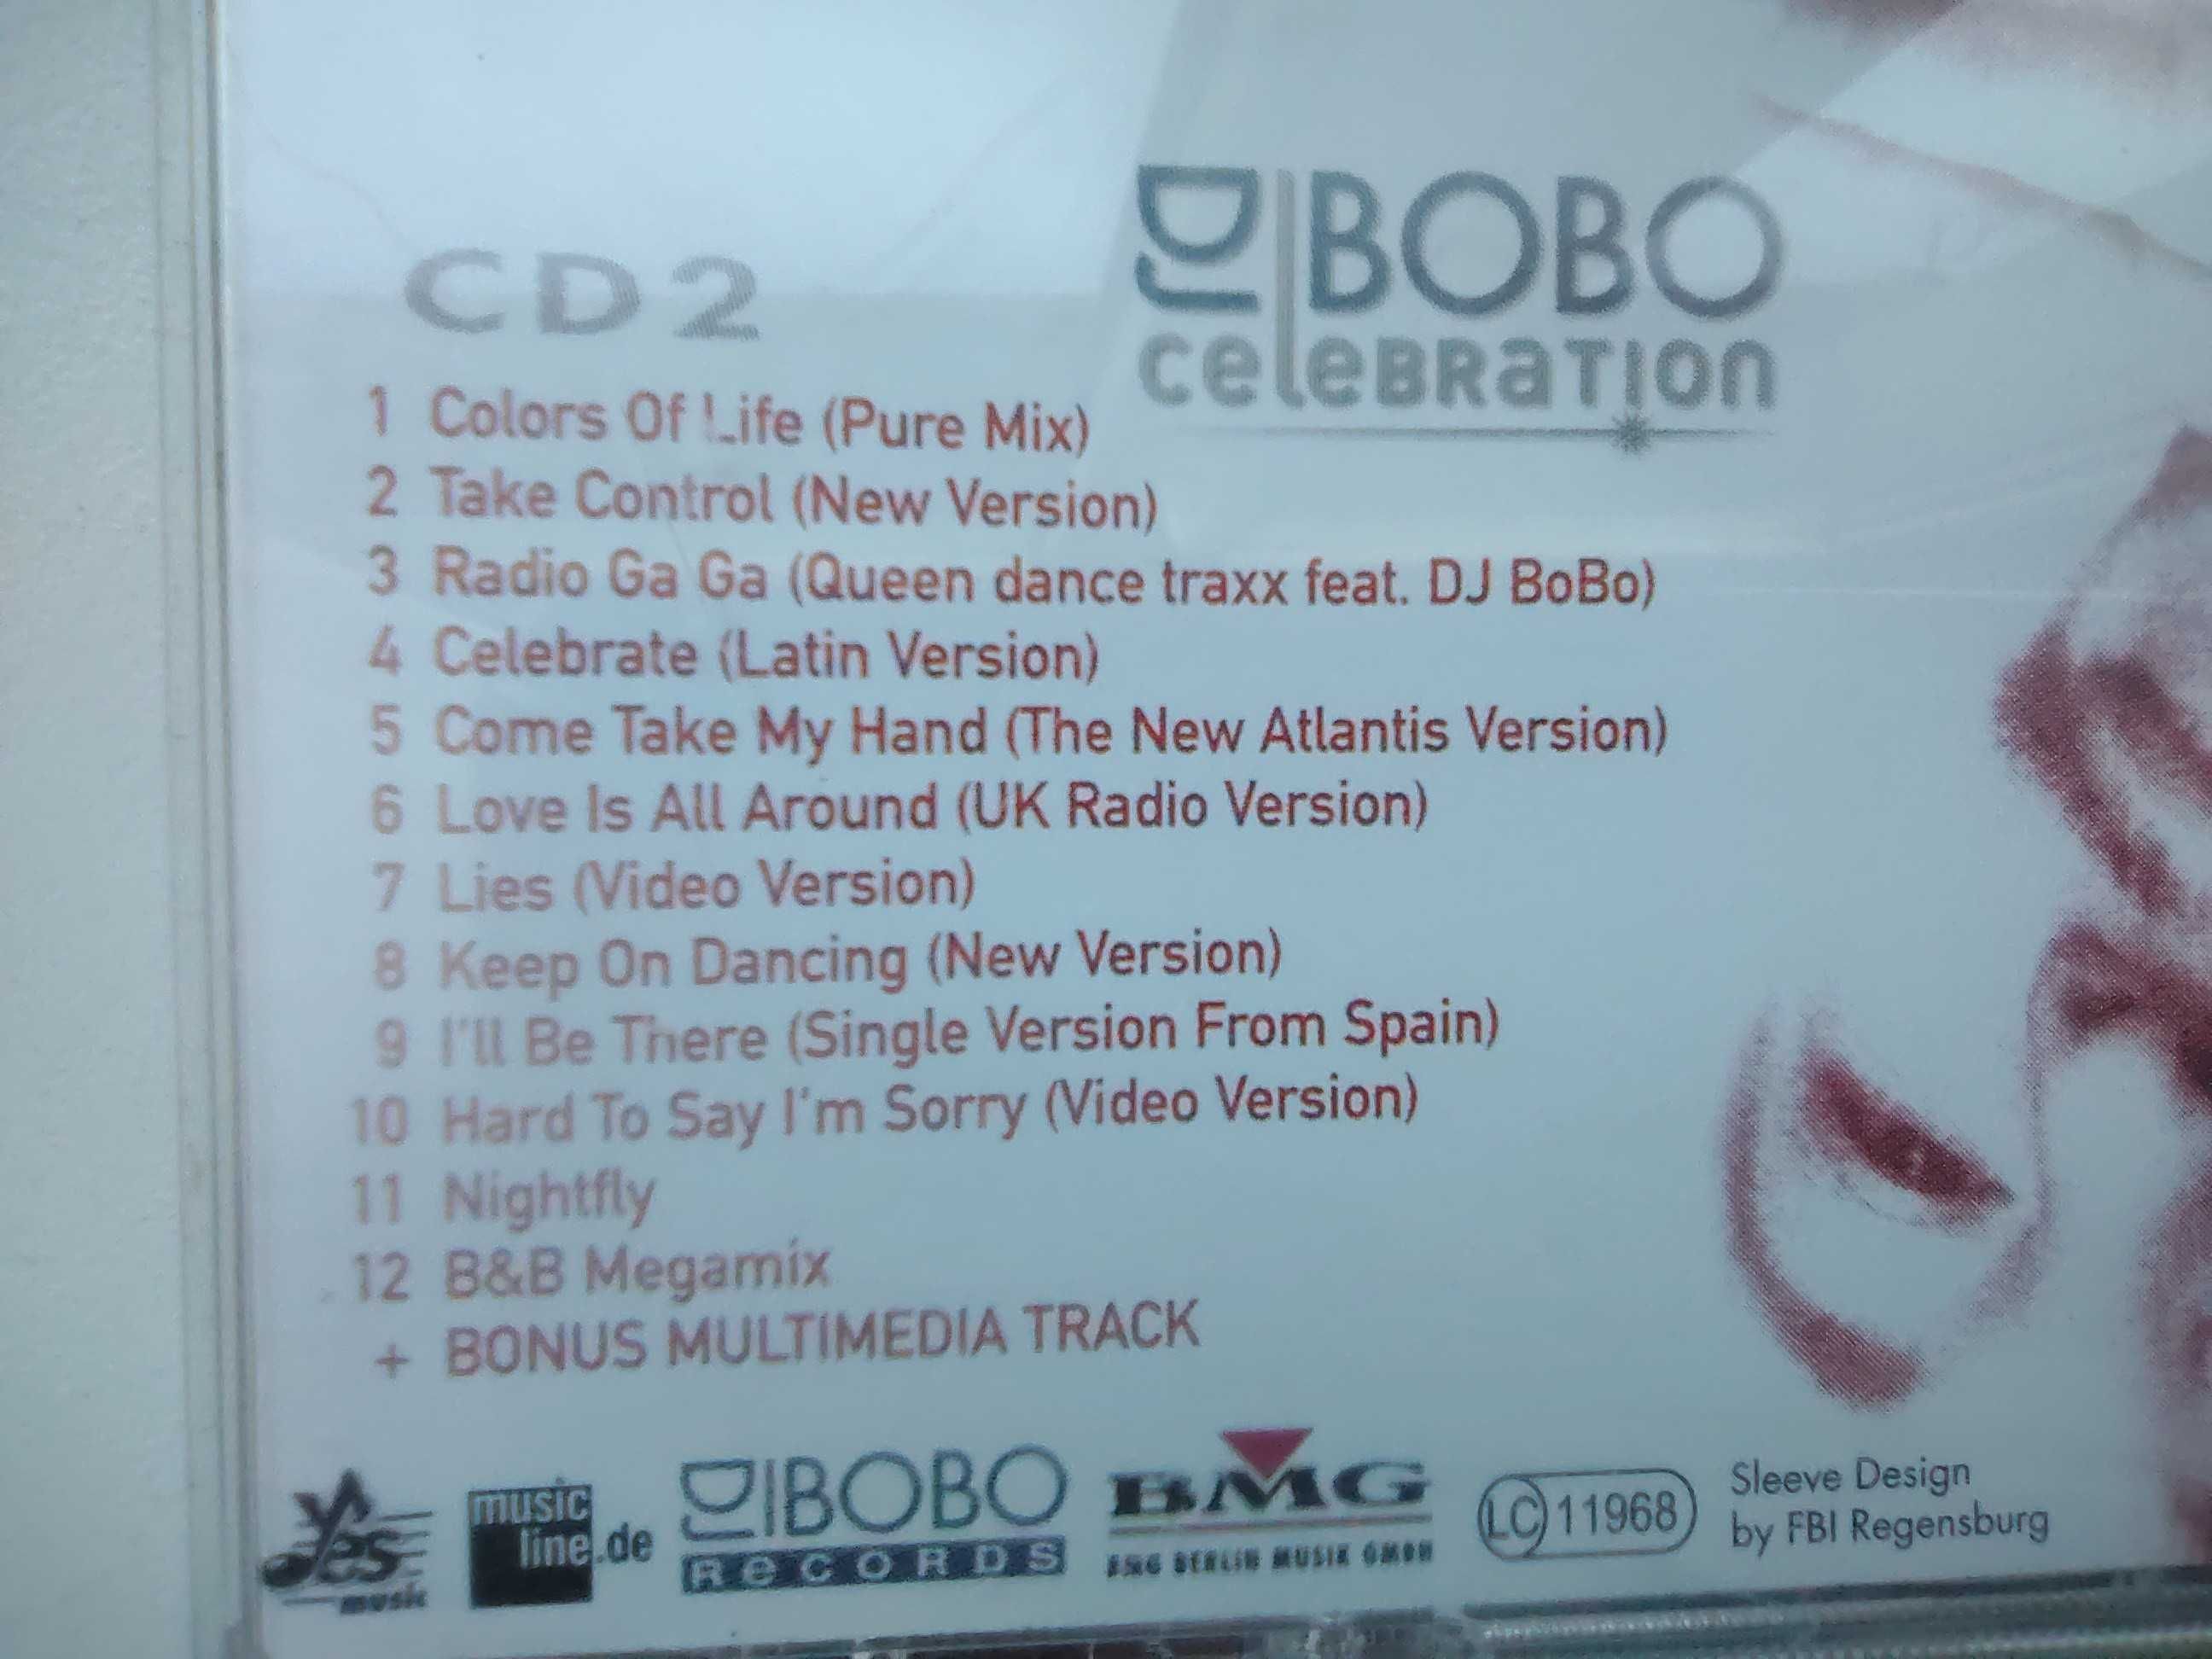 DJ BOBO
celeBRaTION
CD 2
1 Colors Of Life (Pure Mix)
2 Take Control (New Version)
3 Radio Ga Ga (Queen dance traxx feat. DJ BoBo)
4 Celebrate (Latin Version)
5 Come Take My Hand (The New Atlantis Version)
6 Love Is All Around (UK Radio Version)
7 Lies (Video Version)
8 Keep On Dancing (New Version)
9 I'll Be There (Single Version From Spain)
10 Hard To Say I'm Sorry (Video Version)
11 Nightfly
12 B&B Megamix
+ BONUS MULTIMEDIA TRACK
Yes
music
music
line.de
DJ BOBO
ReCORDS
BMG
BMG BERLIN MUSIK GMBH
LC 11968
Sleeve Design
by FBI Regensburg